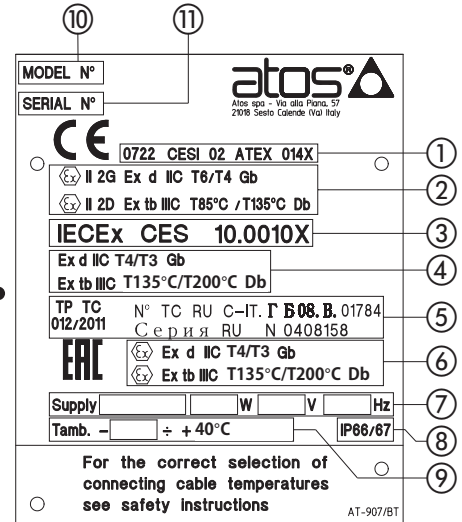 ⑩ ⑪
MODEL N°
SERIAL N°
atos®
Atos spa - Via alla Piana, 57
21018 Sesto Calende (Va) Italy
CE
0722 CESI 02 ATEX 014X ①
Ex II 2G Ex d IIC T6/T4 Gb ②
Ex II 2D Ex tb IIIC T85°C / T135°C Db
IECEx CES 10.0010X ③
Ex d IIC T4/T3 Gb ④
Ex tb IIIC T135°C/T200°C Db
TP TC N° TC RU C-IT. Г Б08. В. 01784 ⑤
012/2011 Серия RU N 0408158
EAC Ex Ex d IIC T4/T3 Gb ⑥
Ex Ex tb IIIC T135°C/T200°C Db
Supply W V Hz ⑦
Tamb. - ÷ + 40°C IP66/67 ⑧
⑨
For the correct selection of
connecting cable temperatures
see safety instructions
AT-907/BT